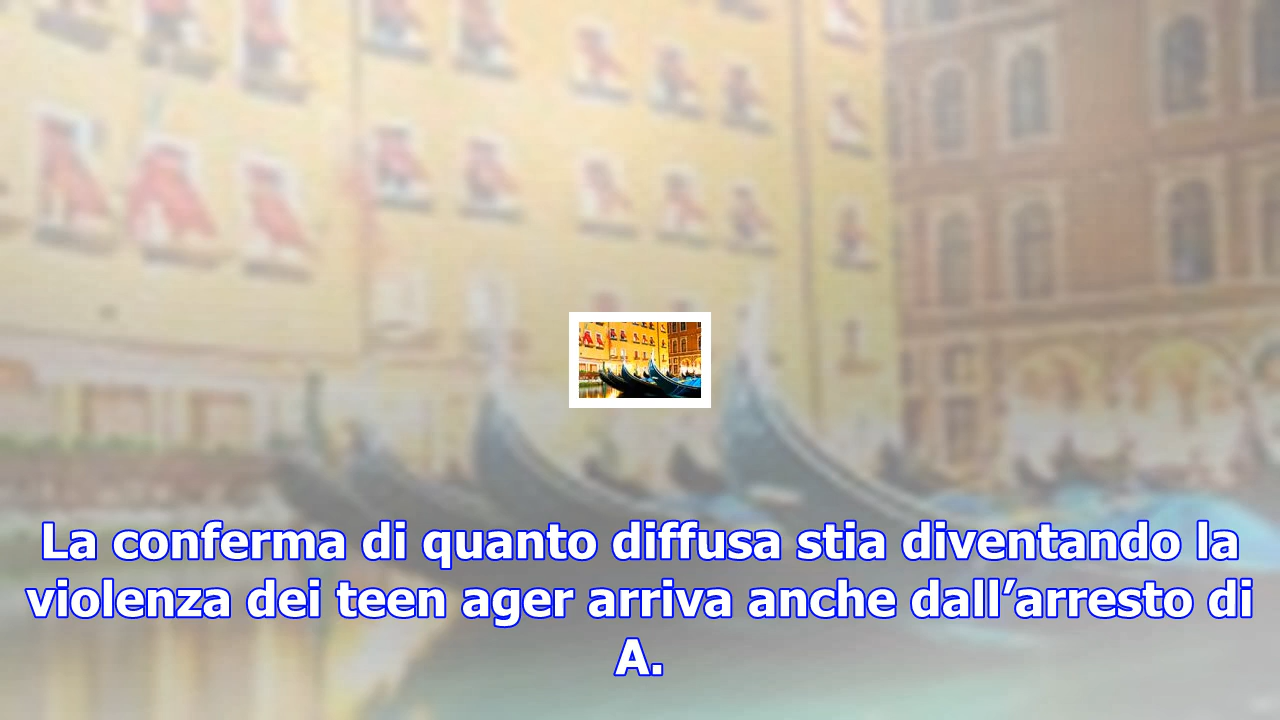 La conferma di quanto diffusa stia diventando la
violenza dei teen ager arriva anche dall’arresto di
A.